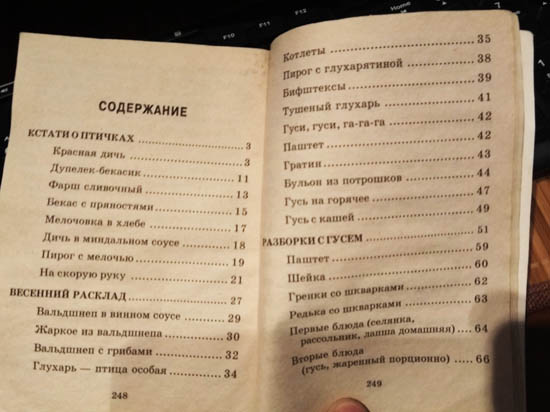 СОДЕРЖАНИЕ
КСТАТИ О ПТИЧКАХ ........ 3
Красная дичь ........ 3
Дупелек-бекасик ........ 11
Фарш сливочный ........ 13
Бекас с пряностями ........ 15
Мелочовка в хлебе ........ 17
Дичь в миндальном соусе ........ 18
Пирог с мелочью ........ 19
На скорую руку ........ 21
ВЕСЕННИЙ РАСКЛАД ........ 27
Вальдшнеп в винном соусе ........ 29
Жаркое из вальдшнепа ........ 30
Вальдшнеп с грибами ........ 32
Глухарь — птица особая ........ 34
248
Котлеты ........ 35
Пирог с глухарятиной ........ 38
Бифштексы ........ 39
Тушеный глухарь ........ 41
Гуси, гуси, га-га-га ........ 42
Паштет ........ 42
Гратин ........ 43
Бульон из потрошков ........ 44
Гусь на горячее ........ 47
Гусь с кашей ........ 49
РАЗБОРКИ С ГУСЕМ ........ 51
Паштет ........ 59
Шейка ........ 60
Гренки со шкварками ........ 62
Редька со шкварками ........ 63
Первые блюда (селянка,
рассольник, лапша домашняя) ........ 64
Вторые блюда
(гусь, жаренный порционно) ........ 66
249
F10
F11
F12